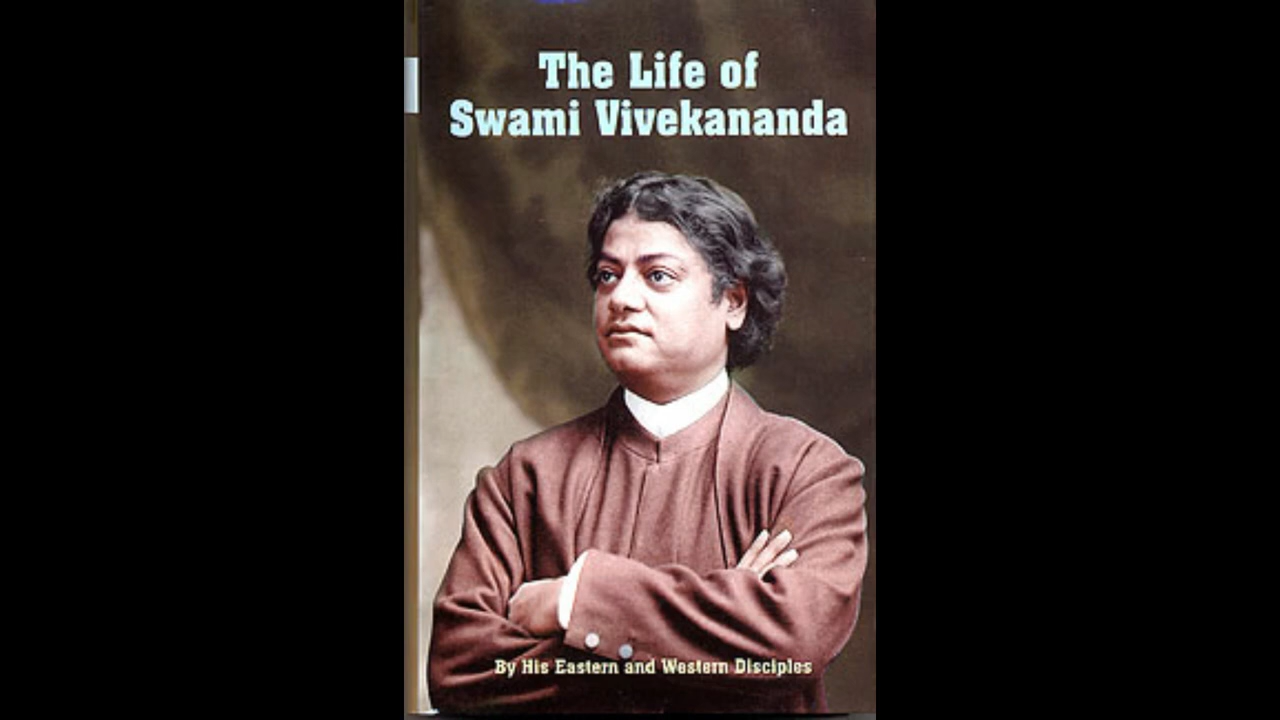 The Life of
Swami Vivekananda
By His Eastern and Western Disciples